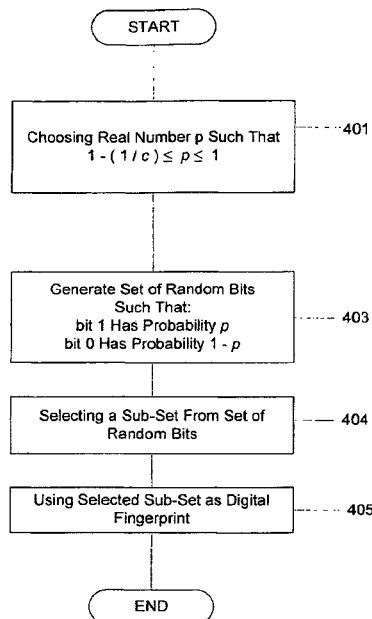 START
Choosing Real Number p Such That
1 - ( 1 / c ) ≤ p ≤ 1
401
Generate Set of Random Bits
Such That:
bit 1 Has Probability p
bit 0 Has Probability 1 - p
403
Selecting a Sub-Set From Set of
Random Bits
404
Using Selected Sub-Set as Digital
Fingerprint
405
END